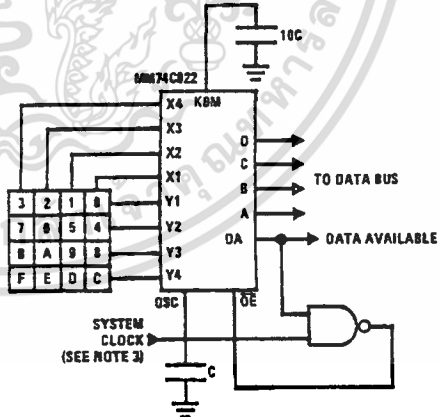 10C
MM74C922
KBM
X4
X3
X2
X1
Y1
Y2
Y3
Y4
D
C
B
A
DA
TO DATA BUS
DATA AVAILABLE
3 2 1 0
7 6 5 4
B A 9 8
F E D C
OSC
OE
SYSTEM
CLOCK
(SEE NOTE 3)
C